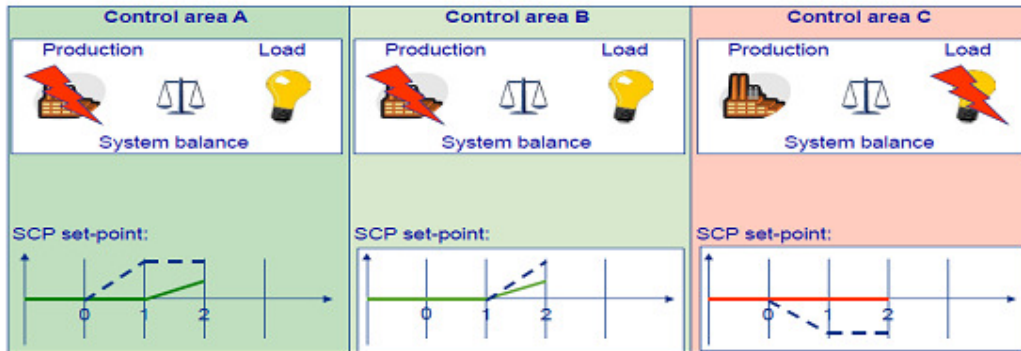 Control area A
Production Load
System balance
SCP set-point:
0 1 2
Control area B
Production Load
System balance
SCP set-point:
0 1 2
Control area C
Production Load
System balance
SCP set-point:
0 1 2